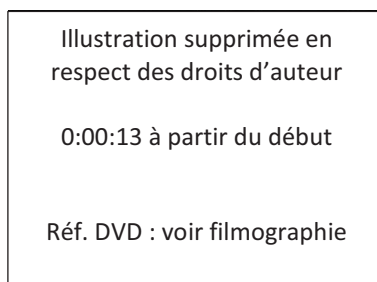 Illustration supprimée en
respect des droits d’auteur
0:00:13 à partir du début
Réf. DVD : voir filmographie